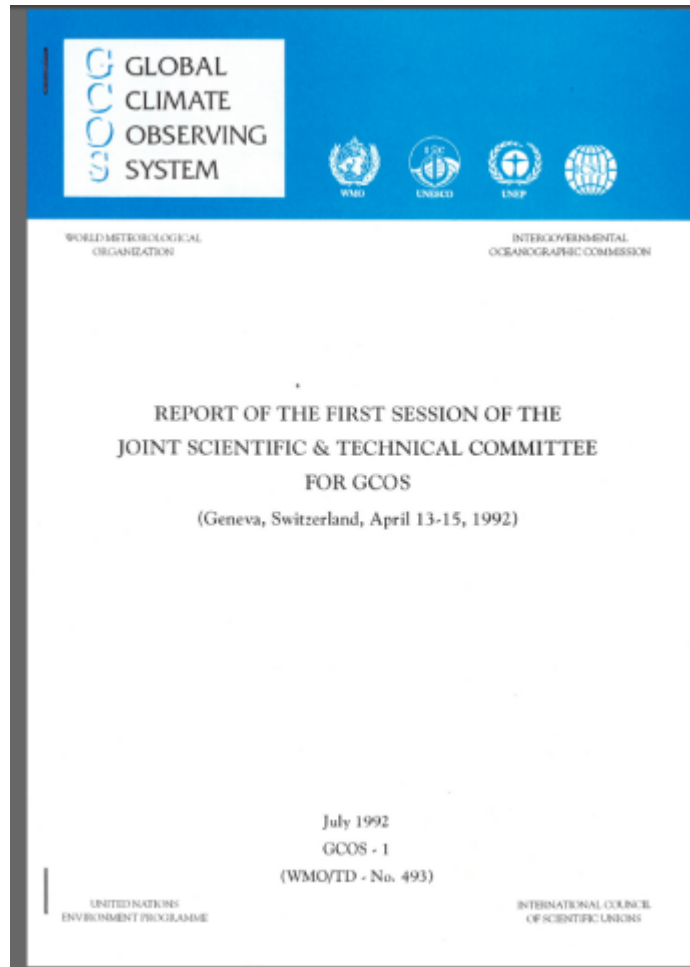 GLOBAL
CLIMATE
OBSERVING
SYSTEM
G
C
O
S
WMO
IOC
UNESCO
UNEP
ICSU
WORLD METEOROLOGICAL
ORGANIZATION
INTERGOVERNMENTAL
OCEANOGRAPHIC COMMISSION
REPORT OF THE FIRST SESSION OF THE
JOINT SCIENTIFIC & TECHNICAL COMMITTEE
FOR GCOS
(Geneva, Switzerland, April 13-15, 1992)
July 1992
GCOS - 1
(WMO/TD - No. 493)
UNITED NATIONS
ENVIRONMENT PROGRAMME
INTERNATIONAL COUNCIL
OF SCIENTIFIC UNIONS